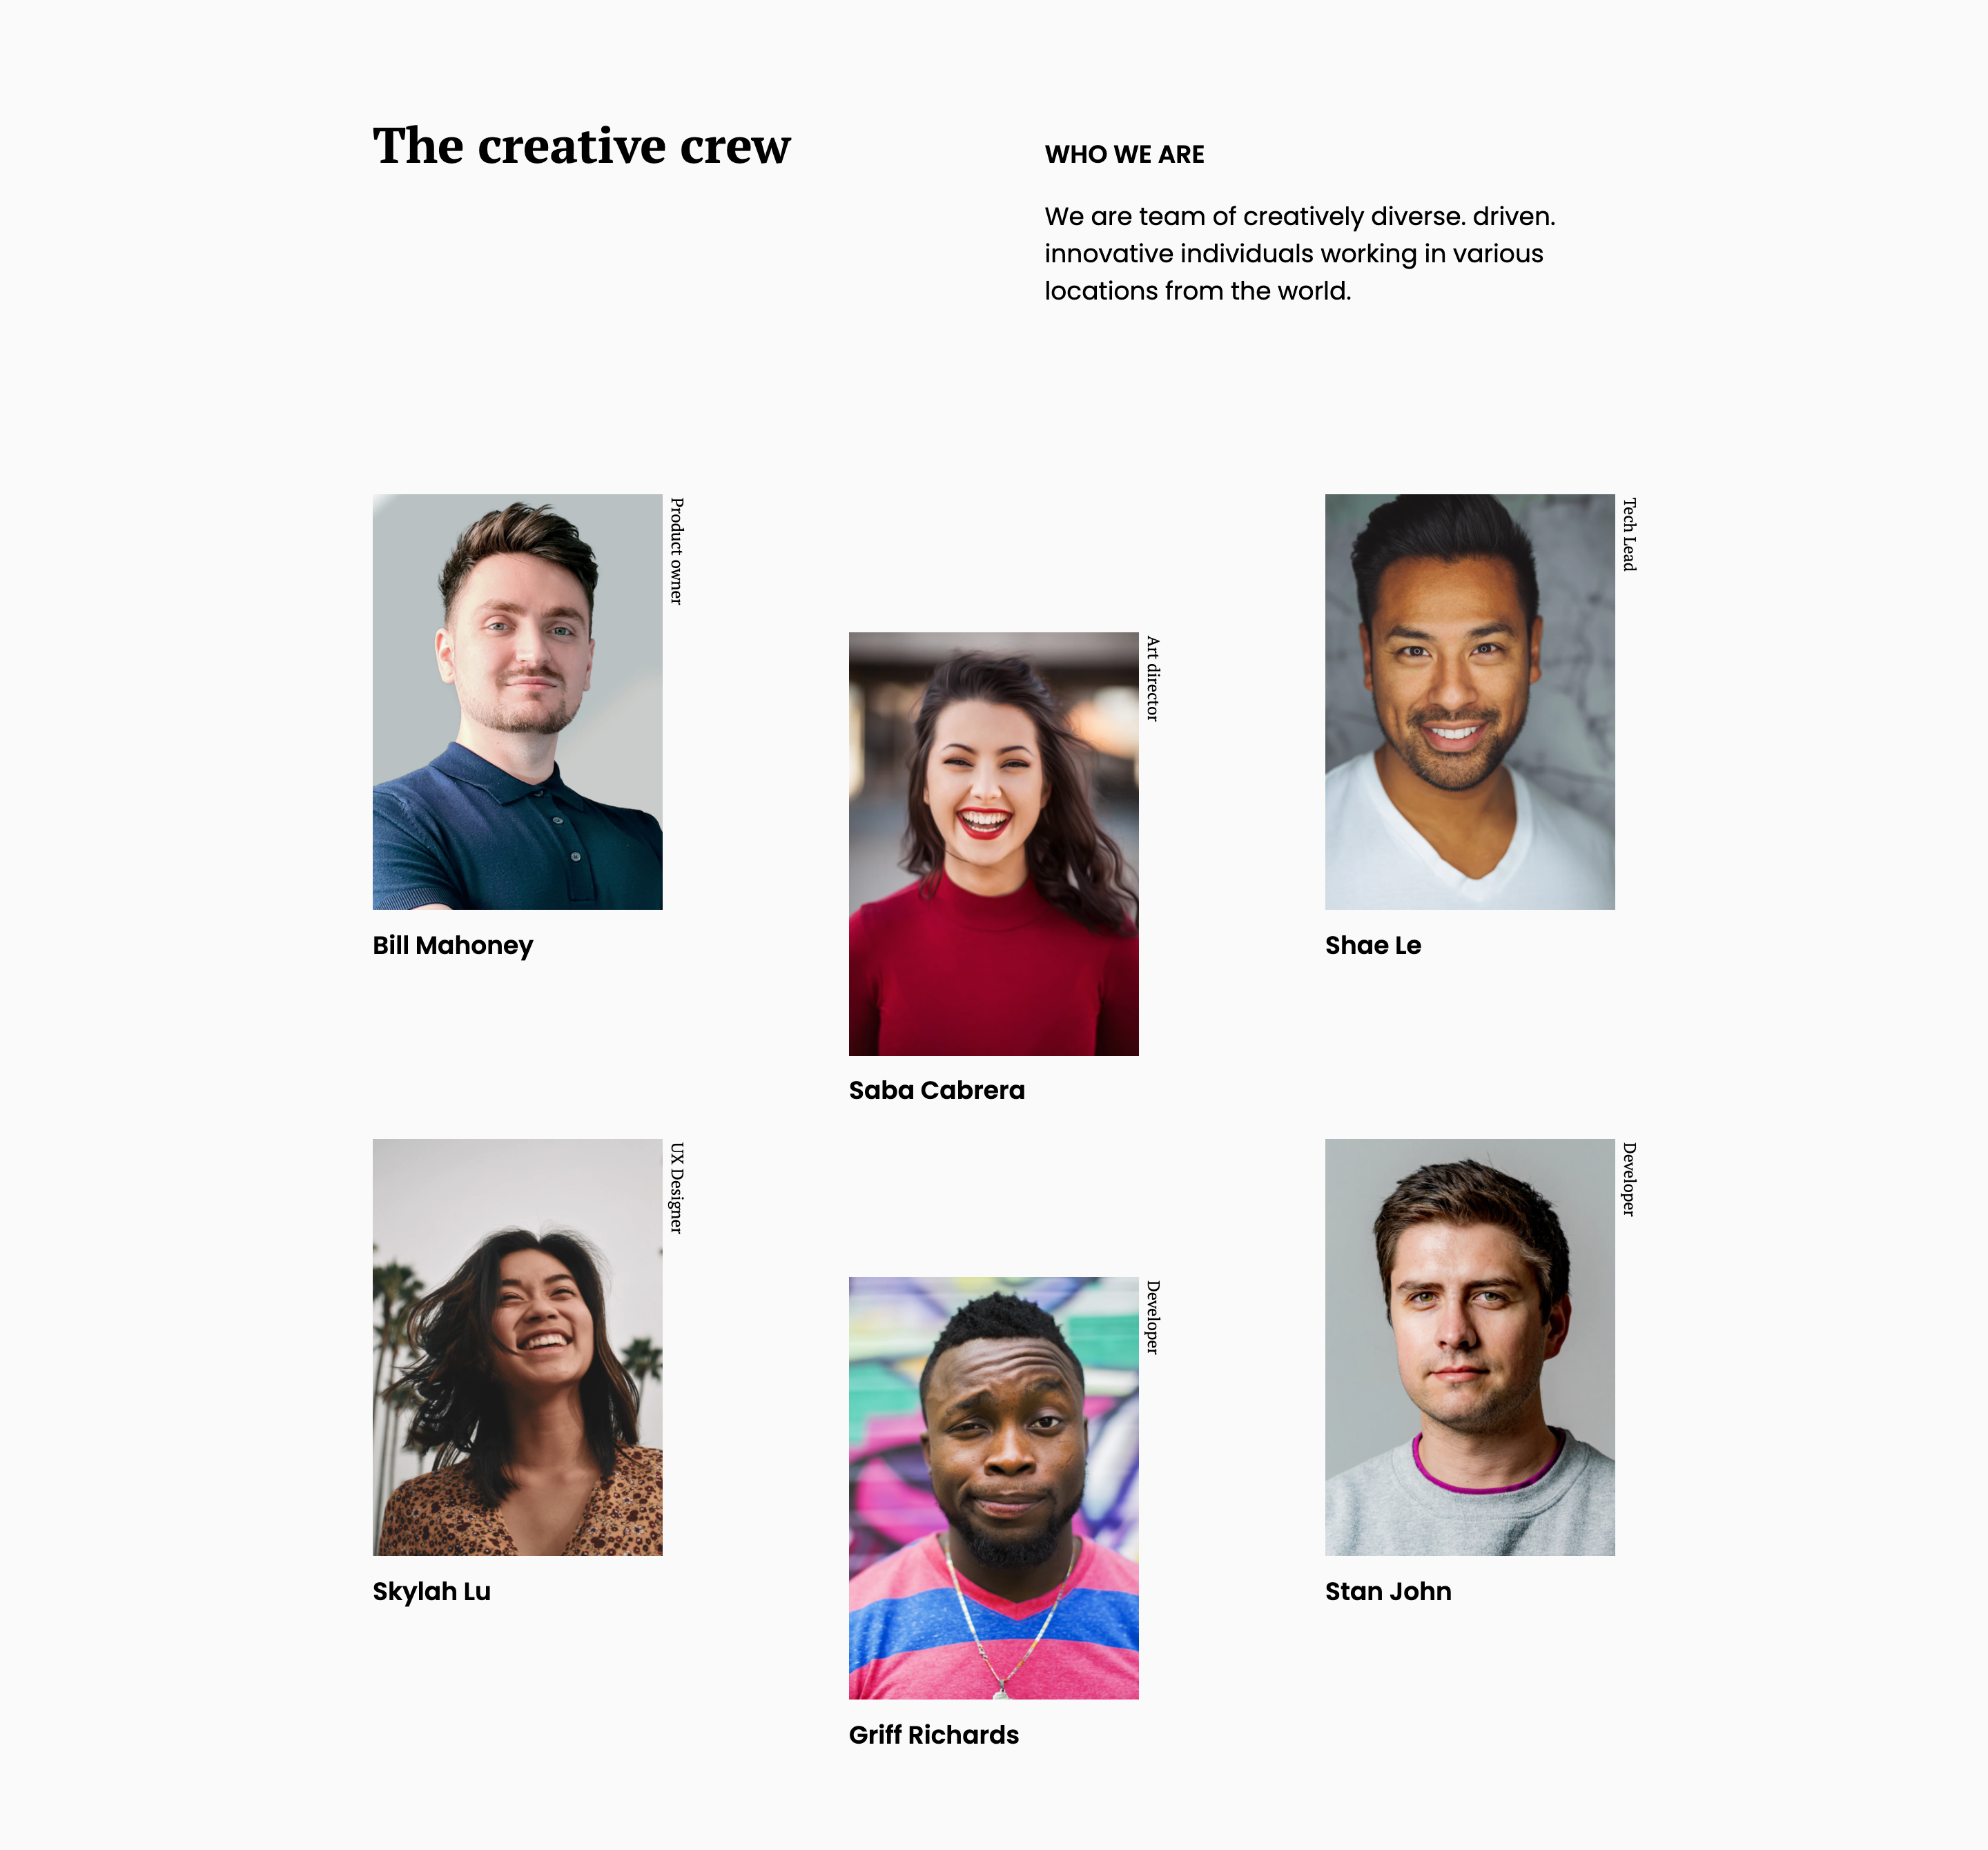 The creative crew
WHO WE ARE
We are team of creatively diverse. driven.
innovative individuals working in various
locations from the world.
Product owner
Bill Mahoney
Art director
Saba Cabrera
Tech Lead
Shae Le
UX Designer
Skylah Lu
Developer
Griff Richards
Developer
Stan John